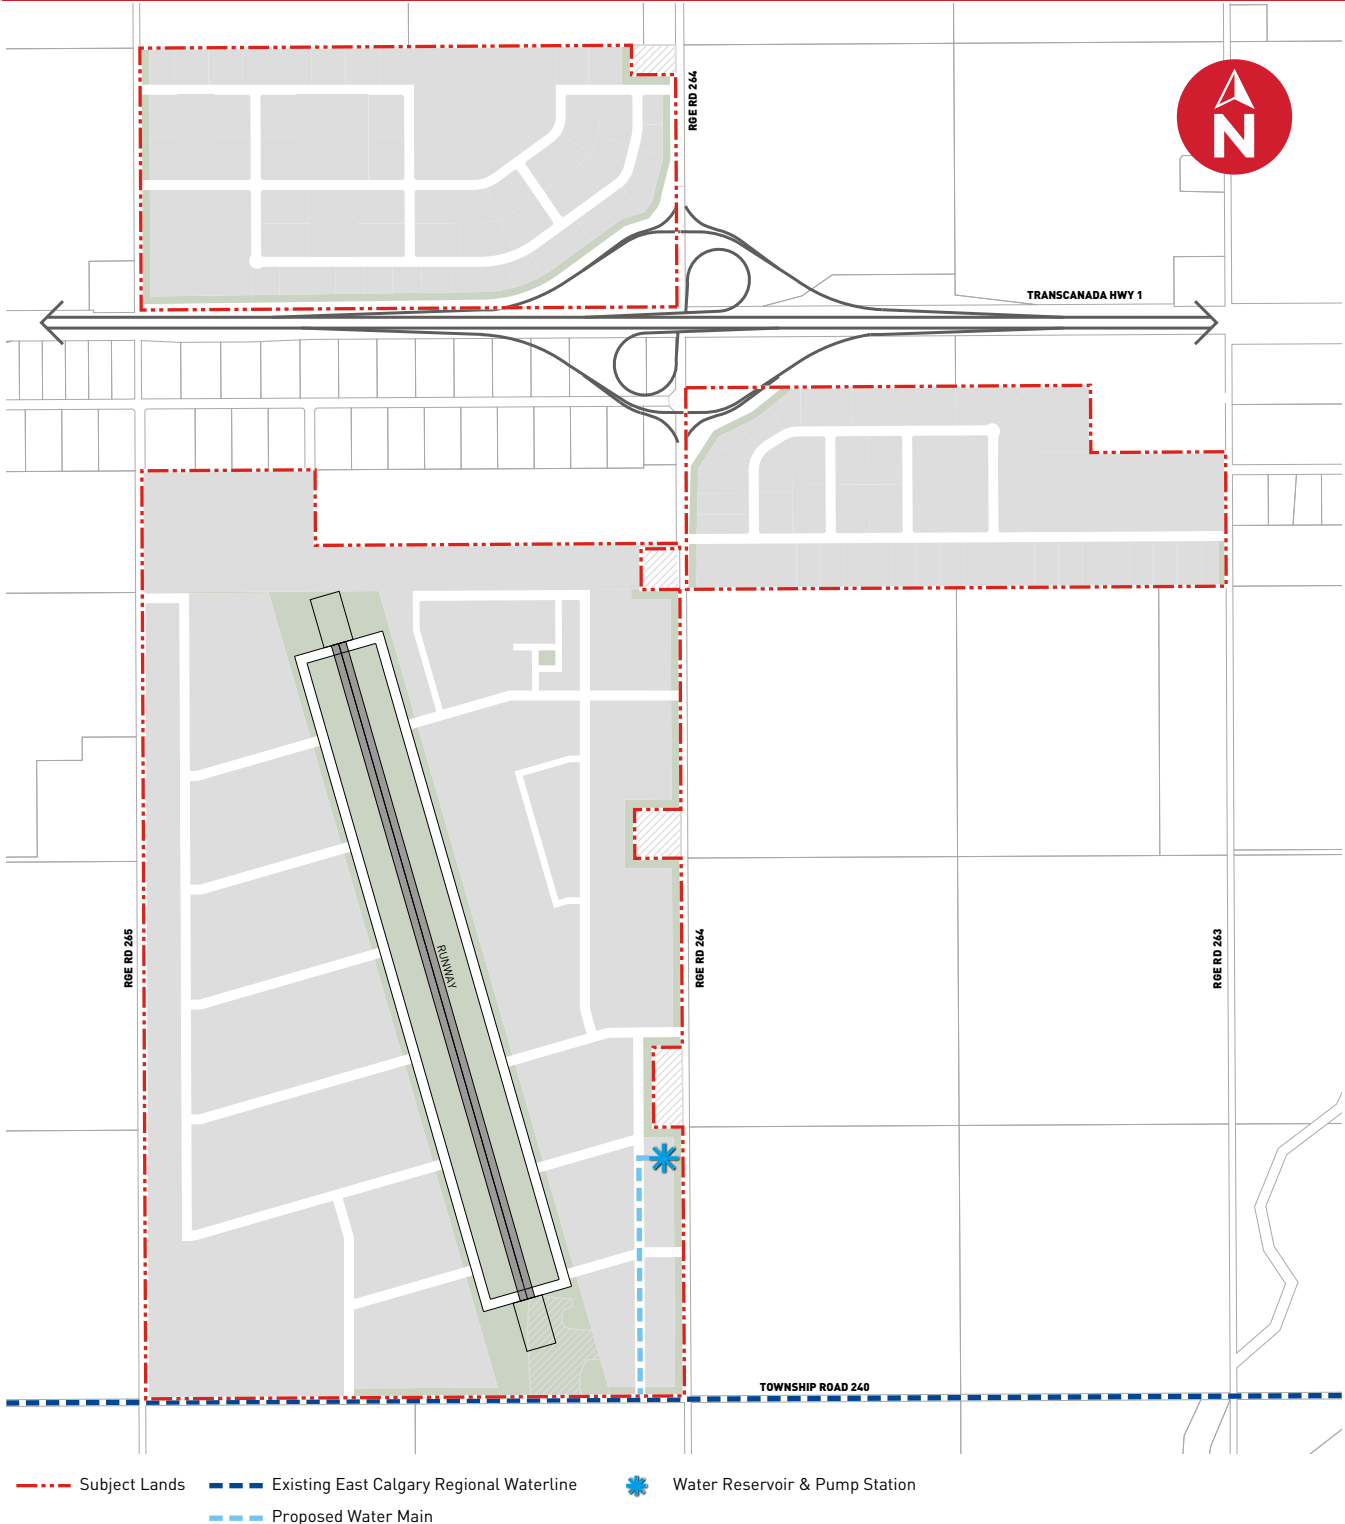 RGE RD 264
N
TRANSCANADA HWY 1
RGE RD 265
RUNWAY
RGE RD 264
RGE RD 263
TOWNSHIP ROAD 240
Subject Lands
Existing East Calgary Regional Waterline
Water Reservoir & Pump Station
Proposed Water Main